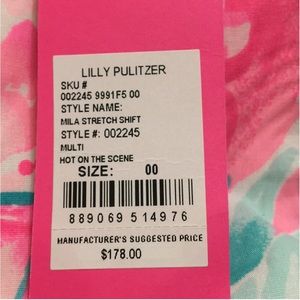 LILLY PULITZER
SKU #
002245 9991F5 00
STYLE NAME:
MILA STRETCH SHIFT
STYLE #: 002245
MULTI
HOT ON THE SCENE
SIZE: 00
889069 514976
MANUFACTURER'S SUGGESTED PRICE
$178.00